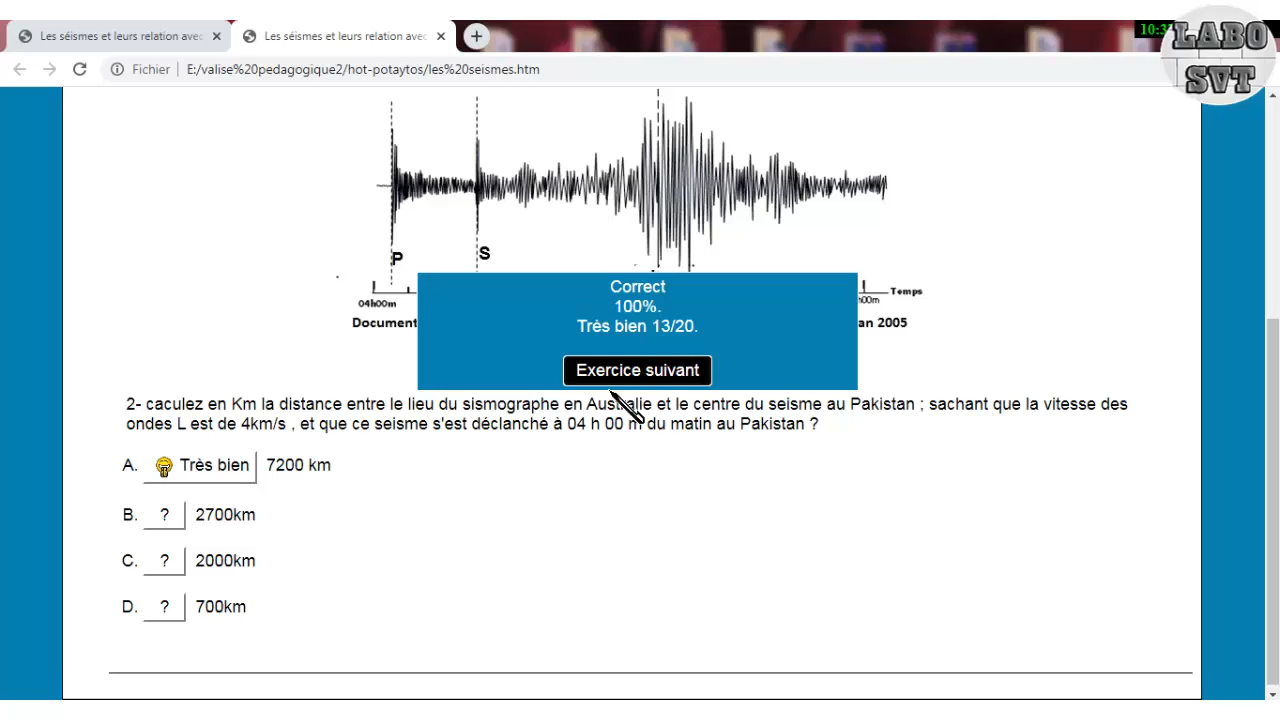 Les séismes et leurs relation avec
Les séismes et leurs relation avec
10:3
LABO
SVT
Fichier
E:/valise%20pedagogique2/hot-potaytos/les%20seismes.htm
P
S
04h00m
h00m
Temps
Document
an 2005
Correct
100%.
Très bien 13/20.
Exercice suivant
2- caculez en Km la distance entre le lieu du sismographe en Australie et le centre du seisme au Pakistan ; sachant que la vitesse des
ondes L est de 4km/s , et que ce seisme s'est déclanché à 04 h 00 m du matin au Pakistan ?
A. Très bien 7200 km
B. ? 2700km
C. ? 2000km
D. ? 700km